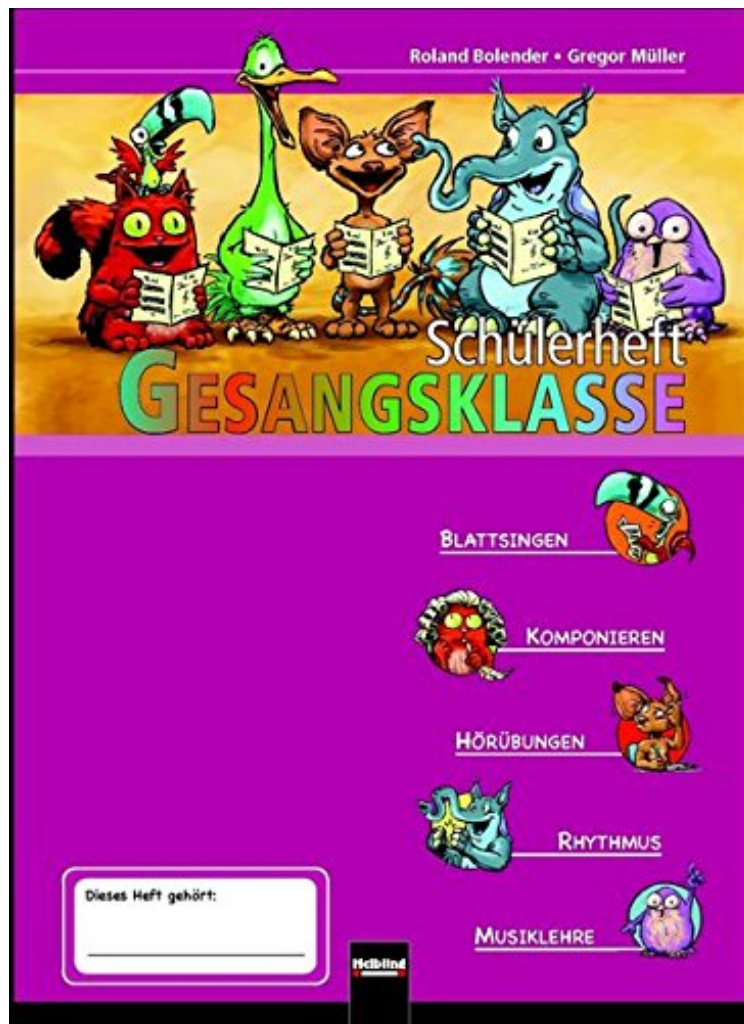 Roland Bolender • Gregor Müller
Schülerheft
GESANGSKLASSE
BLATTSINGEN
KOMPONIEREN
HÖRÜBUNGEN
RHYTHMUS
MUSIKLEHRE
Dieses Heft gehört:
Helbling